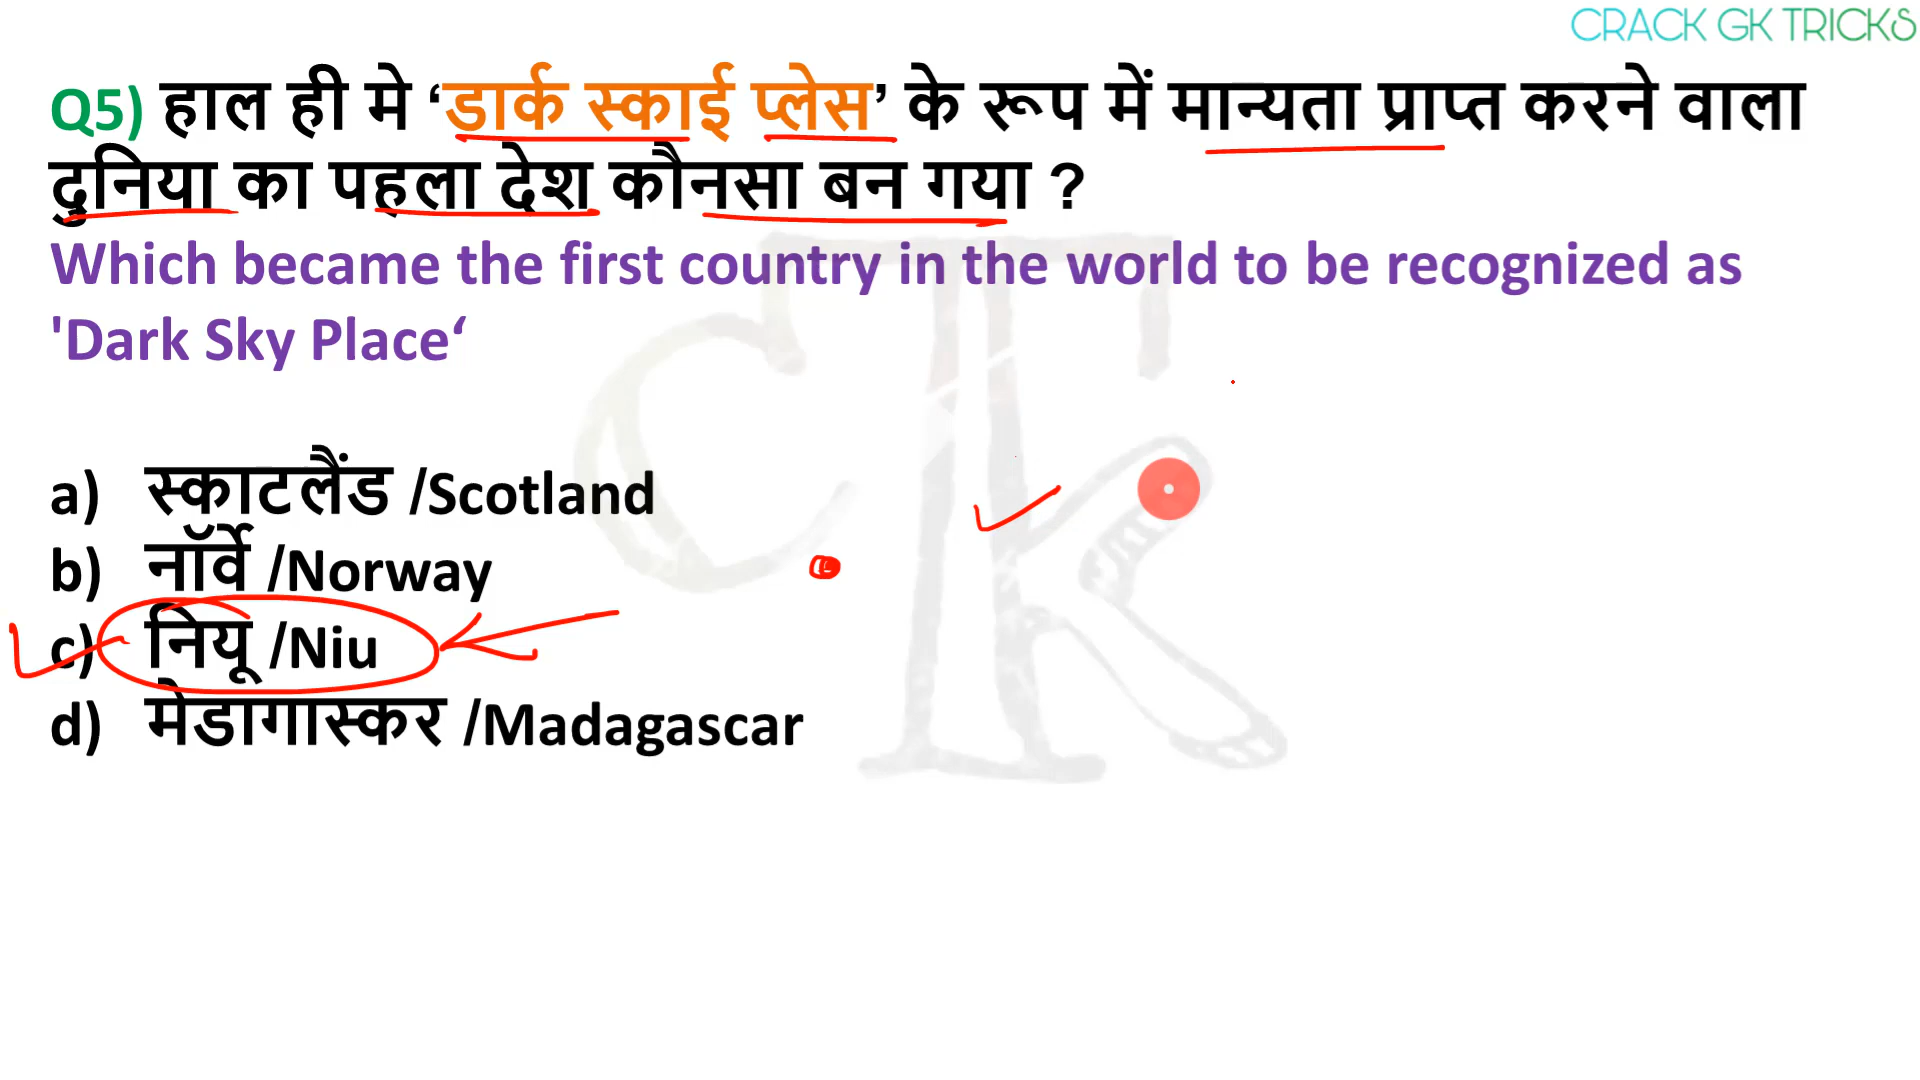 CRACK GK TRICKS
Q5) हाल ही मे ‘डार्क स्काई प्लेस’ के रूप में मान्यता प्राप्त करने वाला
दुनिया का पहला देश कौनसा बन गया ?
Which became the first country in the world to be recognized as
'Dark Sky Place‘
a) स्काटलैंड /Scotland
b) नॉर्वे /Norway
c) नियू /Niu
d) मेडागास्कर /Madagascar
CTK